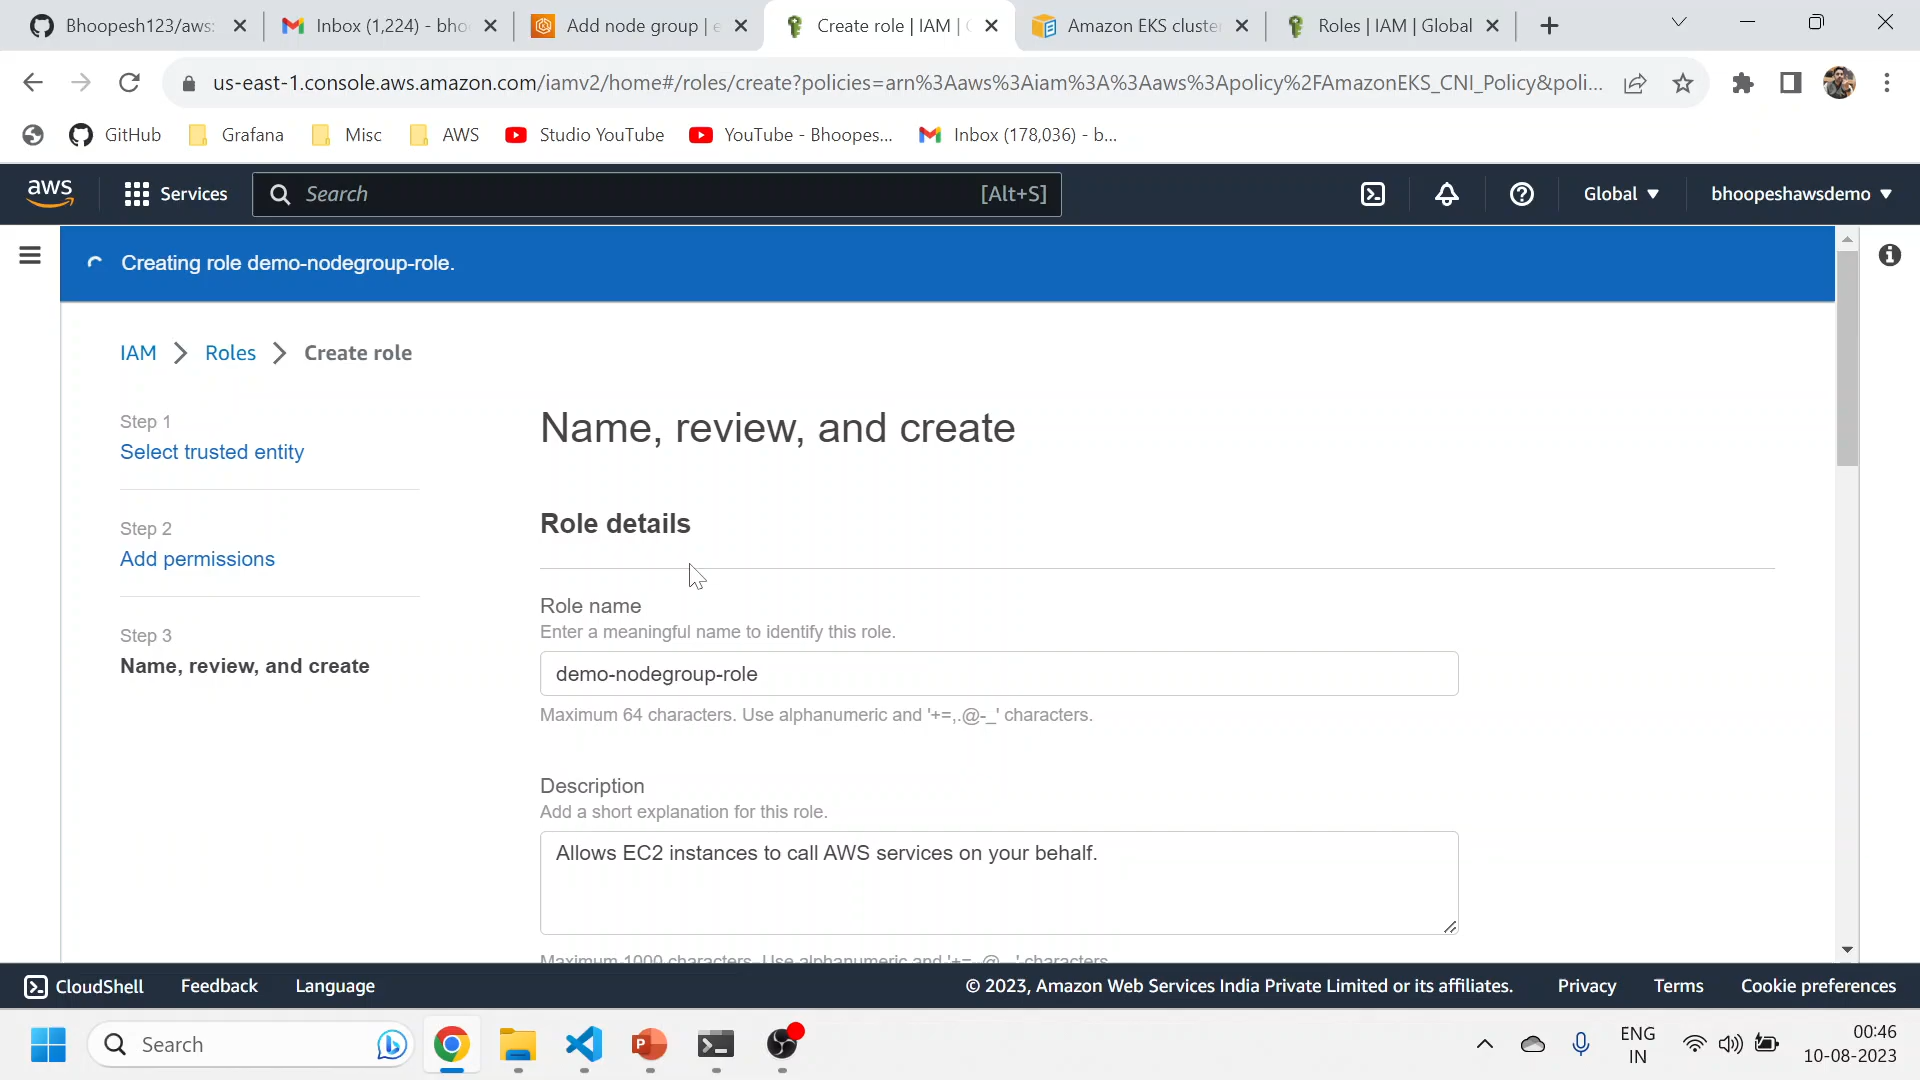 Bhoopesh123/aws:
Inbox (1,224) - bho
Add node group | e
Create role | IAM |
Amazon EKS cluste
Roles | IAM | Global
us-east-1.console.aws.amazon.com/iamv2/home#/roles/create?policies=arn%3Aaws%3Aiam%3A%3Aaws%3Apolicy%2FAmazonEKS_CNI_Policy&poli...
GitHub
Grafana
Misc
AWS
Studio YouTube
YouTube - Bhoopes...
Inbox (178,036) - b...
aws
Services
Search
[Alt+S]
Global
bhoopeshawsdemo
Creating role demo-nodegroup-role.
IAM
Roles
Create role
Step 1
Select trusted entity
Step 2
Add permissions
Step 3
Name, review, and create
Name, review, and create
Role details
Role name
Enter a meaningful name to identify this role.
demo-nodegroup-role
Maximum 64 characters. Use alphanumeric and '+=,.@-_' characters.
Description
Add a short explanation for this role.
Allows EC2 instances to call AWS services on your behalf.
Maximum 1000 characters. Use alphanumeric and '+=,.@-_' characters.
CloudShell
Feedback
Language
© 2023, Amazon Web Services India Private Limited or its affiliates.
Privacy
Terms
Cookie preferences
Search
ENG
IN
00:46
10-08-2023